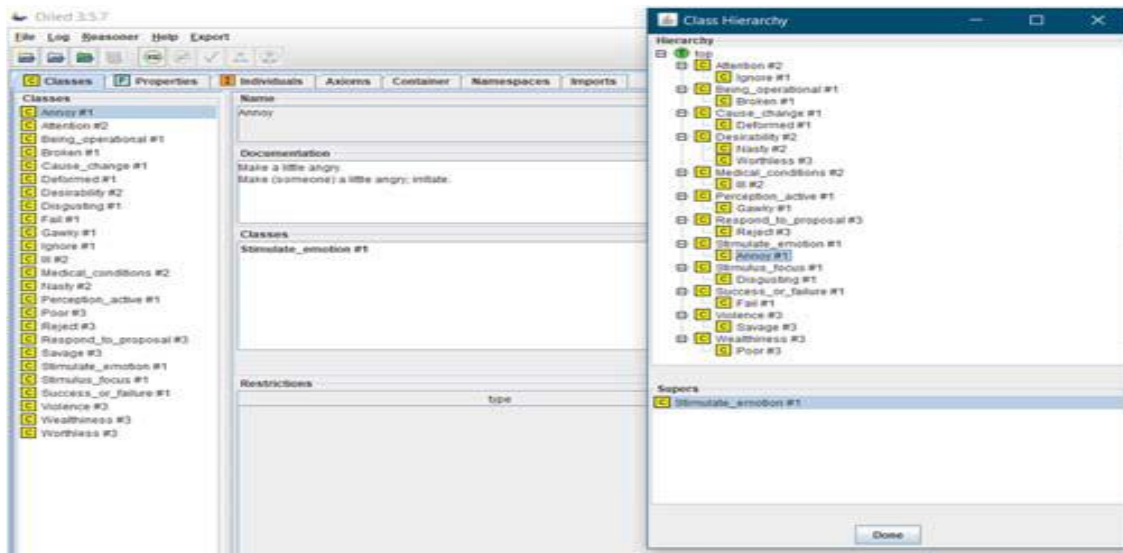 OilEd 3.5.7
File Log Reasoner Help Export
Classes Properties Individuals Axioms Container Namespaces Imports
Classes
Annoy #1
Attention #2
Being_operational #1
Broken #1
Cause_change #1
Deformed #1
Desirability #2
Disgusting #1
Fail #1
Gawky #1
Ignore #1
Ill #2
Medical_conditions #2
Nasty #2
Perception_active #1
Poor #3
Reject #3
Respond_to_proposal #3
Savage #3
Stimulate_emotion #1
Stimulus_focus #1
Success_or_failure #1
Violence #3
Wealthiness #3
Worthless #3
Name
Annoy
Documentation
Make a little angry
Make (someone) a little angry; irritate.
Classes
Stimulate_emotion #1
Restrictions
type
Class Hierarchy
Hierarchy
top
Attention #2
Ignore #1
Being_operational #1
Broken #1
Cause_change #1
Deformed #1
Desirability #2
Nasty #2
Worthless #3
Medical_conditions #2
Ill #2
Perception_active #1
Gawky #1
Respond_to_proposal #3
Reject #3
Stimulate_emotion #1
Annoy #1
Stimulus_focus #1
Disgusting #1
Success_or_failure #1
Fail #1
Violence #3
Savage #3
Wealthiness #3
Poor #3
Supers
Stimulate_emotion #1
Done